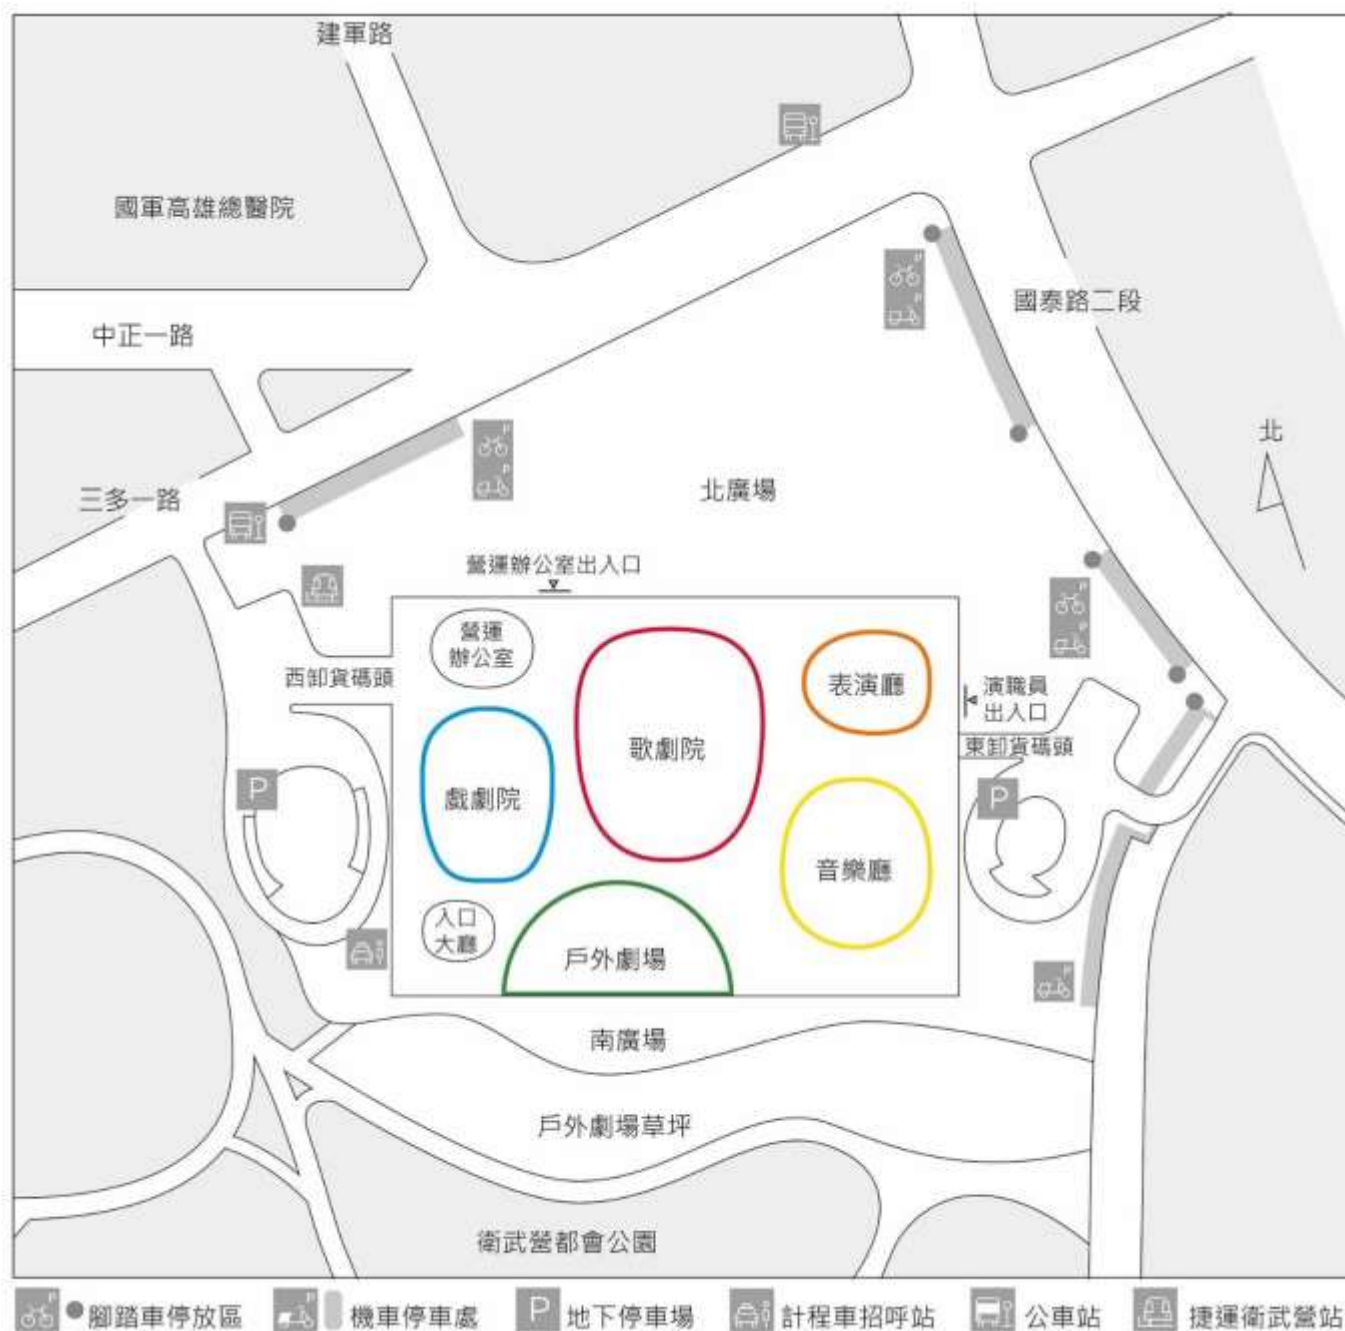 建軍路
國軍高雄總醫院
國泰路二段
中正一路
北
三多一路
北廣場
營運辦公室出入口
營運
辦公室
表演廳
西卸貨碼頭
演職員
出入口
歌劇院
東卸貨碼頭
P
P
戲劇院
音樂廳
入口
大廳
戶外劇場
南廣場
戶外劇場草坪
衛武營都會公園
腳踏車停放區
機車停車處
P 地下停車場
計程車招呼站
公車站
捷運衛武營站